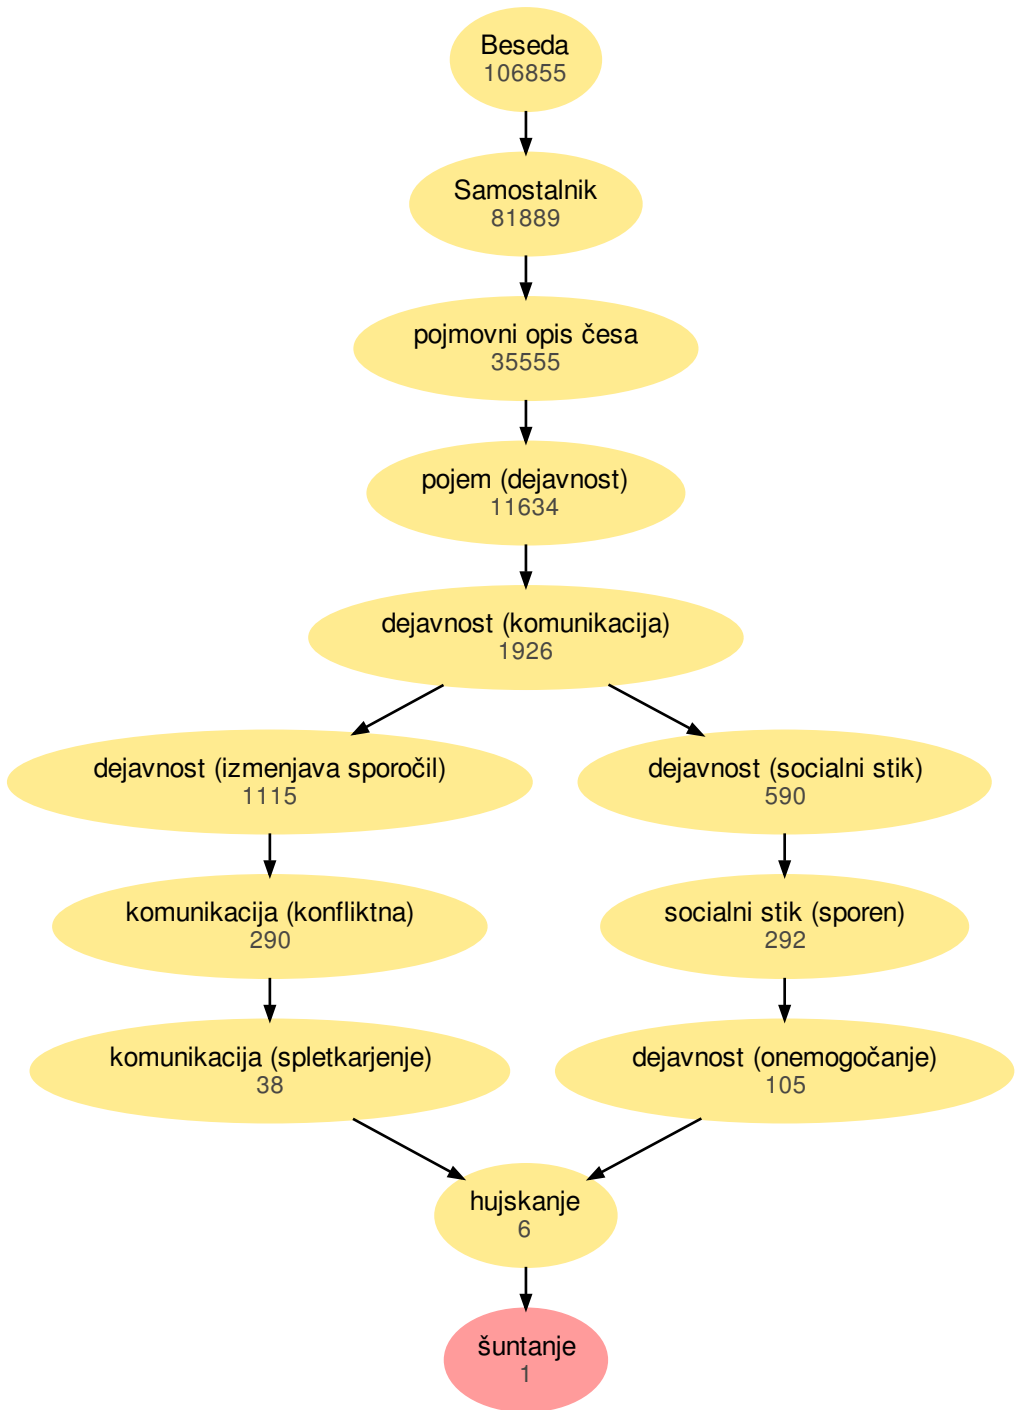 Beseda
106855
Samostalnik
81889
pojmovni opis česa
35555
pojem (dejavnost)
11634
dejavnost (komunikacija)
1926
dejavnost (izmenjava sporočil)
1115
dejavnost (socialni stik)
590
komunikacija (konfliktna)
290
socialni stik (sporen)
292
komunikacija (spletkarjenje)
38
dejavnost (onemogočanje)
105
hujskanje
6
šuntanje
1